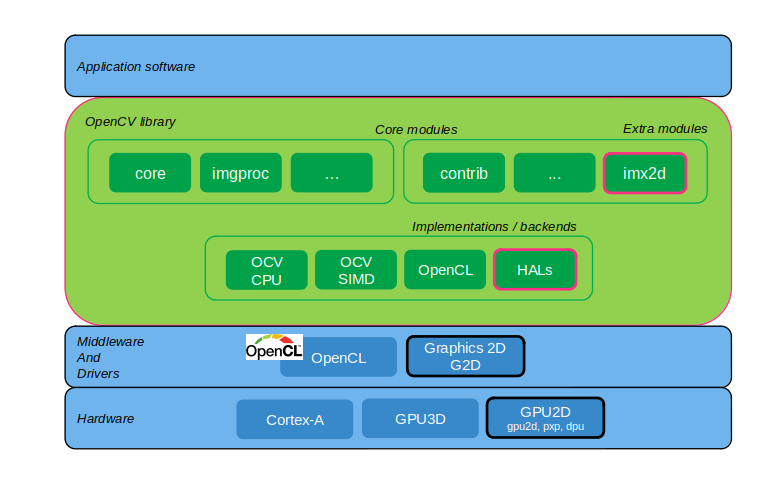 Application software
OpenCV library
Core modules
Extra modules
core
imgproc
...
contrib
...
imx2d
Implementations / backends
OCV
CPU
OCV
SIMD
OpenCL
HALs
Middleware
And
Drivers
OpenCL
OpenCL
Graphics 2D
G2D
Hardware
Cortex-A
GPU3D
GPU2D
gpu2d, pxp, dpu